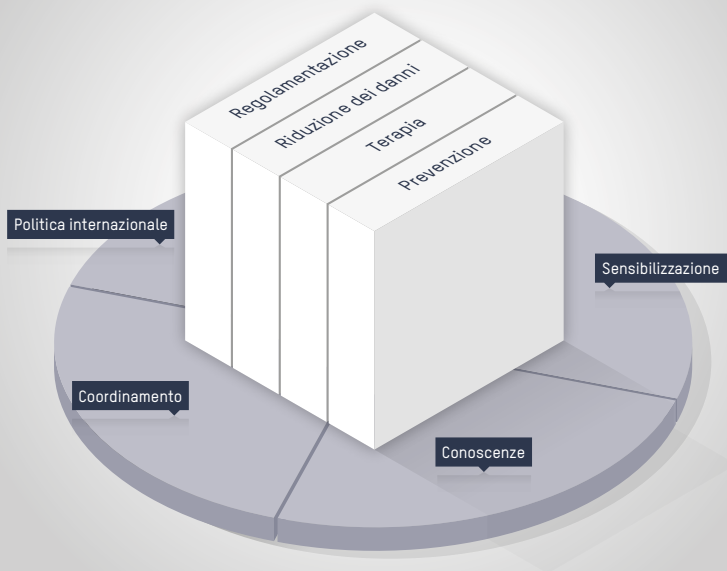 Regolamentazione
Riduzione dei danni
Terapia
Prevenzione
Politica internazionale
Sensibilizzazione
Coordinamento
Conoscenze